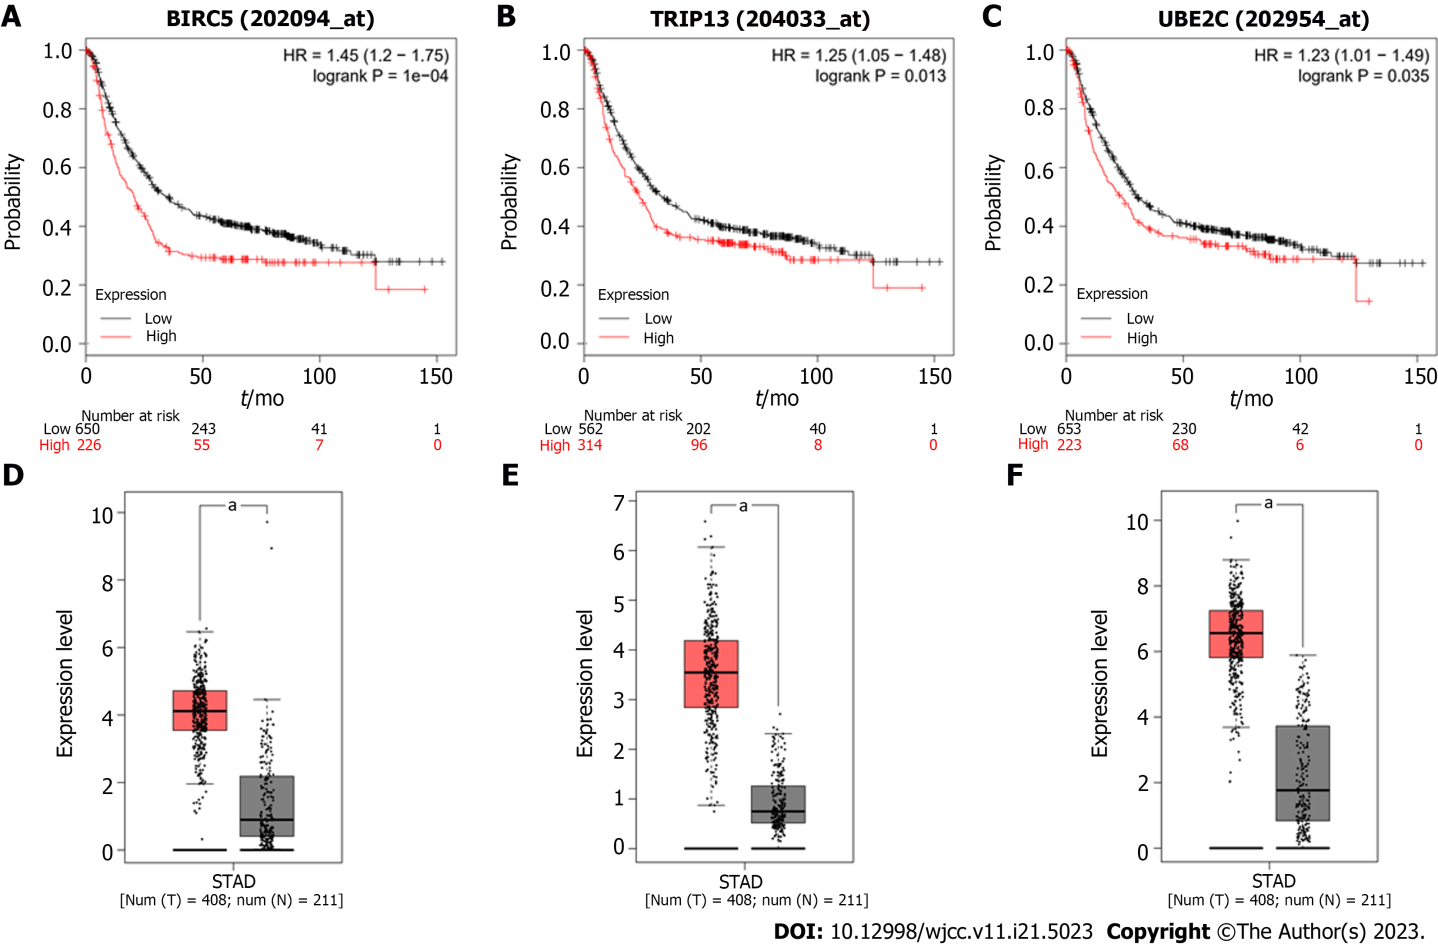 A BIRC5 (202094_at)
HR = 1.45 (1.2 − 1.75)
logrank P = 1e−04
Probability
1.0
0.8
0.6
0.4
0.2
0.0
Expression
Low
High
0 50 100 150
t/mo
Number at risk
Low 650 243 41 1
High 226 55 7 0
B TRIP13 (204033_at)
HR = 1.25 (1.05 − 1.48)
logrank P = 0.013
Probability
1.0
0.8
0.6
0.4
0.2
0.0
Expression
Low
High
0 50 100 150
t/mo
Number at risk
Low 562 202 40 1
High 314 96 8 0
C UBE2C (202954_at)
HR = 1.23 (1.01 − 1.49)
logrank P = 0.035
Probability
1.0
0.8
0.6
0.4
0.2
0.0
Expression
Low
High
0 50 100 150
t/mo
Number at risk
Low 653 230 42 1
High 223 68 6 0
D
a
Expression level
10
8
6
4
2
0
STAD
[Num (T) = 408; num (N) = 211]
E
a
Expression level
7
6
5
4
3
2
1
0
STAD
[Num (T) = 408; num (N) = 211]
F
a
Expression level
10
8
6
4
2
0
STAD
[Num (T) = 408; num (N) = 211]
DOI: 10.12998/wjcc.v11.i21.5023 Copyright ©The Author(s) 2023.